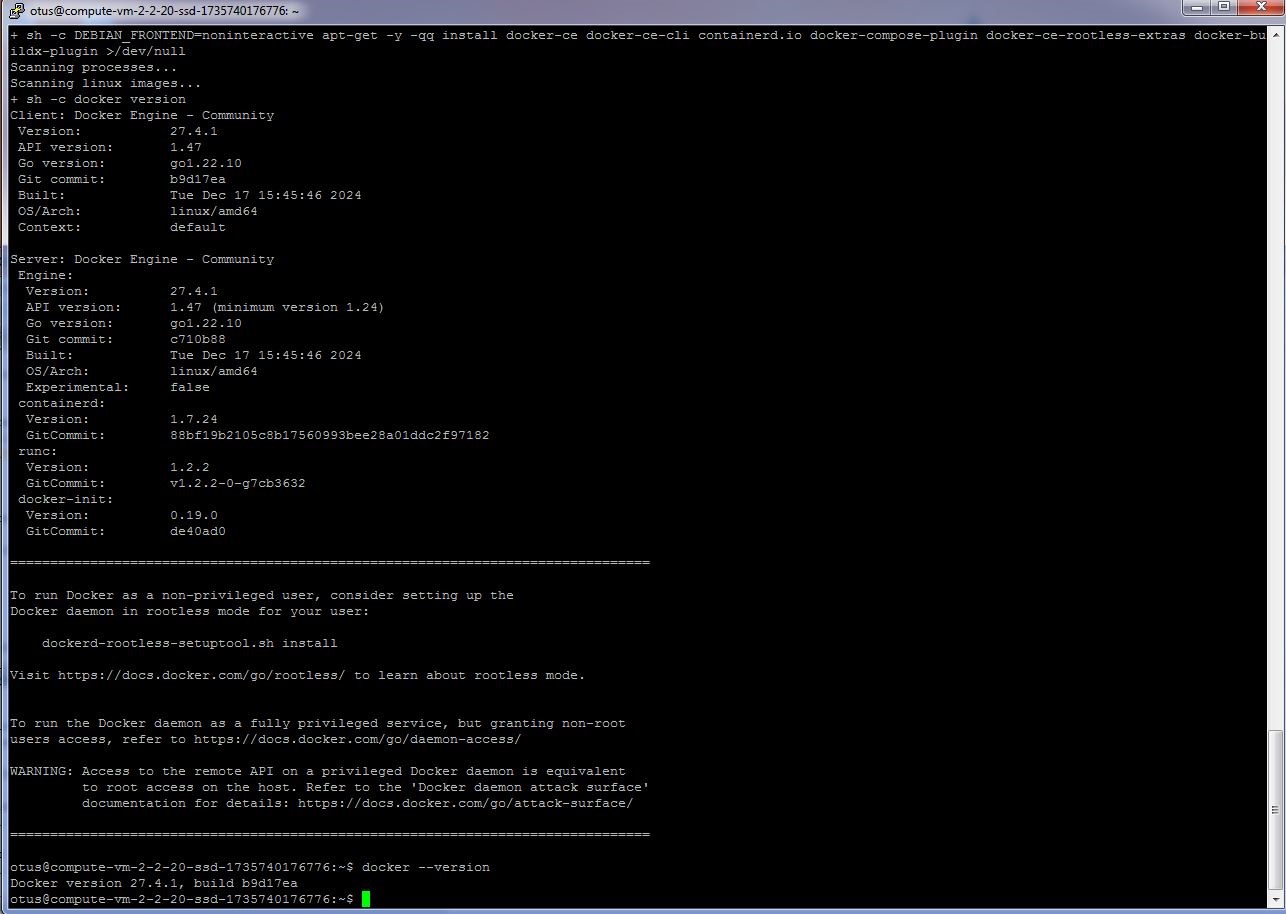 otus@compute-vm-2-2-20-ssd-1735740176776: ~
+ sh -c DEBIAN_FRONTEND=noninteractive apt-get -y -qq install docker-ce docker-ce-cli containerd.io docker-compose-plugin docker-ce-rootless-extras docker-bu
ildx-plugin >/dev/null
Scanning processes...
Scanning linux images...
+ sh -c docker version
Client: Docker Engine - Community
 Version:           27.4.1
 API version:       1.47
 Go version:        go1.22.10
 Git commit:        b9d17ea
 Built:             Tue Dec 17 15:45:46 2024
 OS/Arch:           linux/amd64
 Context:           default

Server: Docker Engine - Community
 Engine:
  Version:          27.4.1
  API version:      1.47 (minimum version 1.24)
  Go version:       go1.22.10
  Git commit:       c710b88
  Built:            Tue Dec 17 15:45:46 2024
  OS/Arch:          linux/amd64
  Experimental:     false
 containerd:
  Version:          1.7.24
  GitCommit:        88bf19b2105c8b17560993bee28a01ddc2f97182
 runc:
  Version:          1.2.2
  GitCommit:        v1.2.2-0-g7cb3632
 docker-init:
  Version:          0.19.0
  GitCommit:        de40ad0

================================================================================

To run Docker as a non-privileged user, consider setting up the
Docker daemon in rootless mode for your user:

    dockerd-rootless-setuptool.sh install

Visit https://docs.docker.com/go/rootless/ to learn about rootless mode.


To run the Docker daemon as a fully privileged service, but granting non-root
users access, refer to https://docs.docker.com/go/daemon-access/

WARNING: Access to the remote API on a privileged Docker daemon is equivalent
         to root access on the host. Refer to the 'Docker daemon attack surface'
         documentation for details: https://docs.docker.com/go/attack-surface/

================================================================================

otus@compute-vm-2-2-20-ssd-1735740176776:~$ docker --version
Docker version 27.4.1, build b9d17ea
otus@compute-vm-2-2-20-ssd-1735740176776:~$